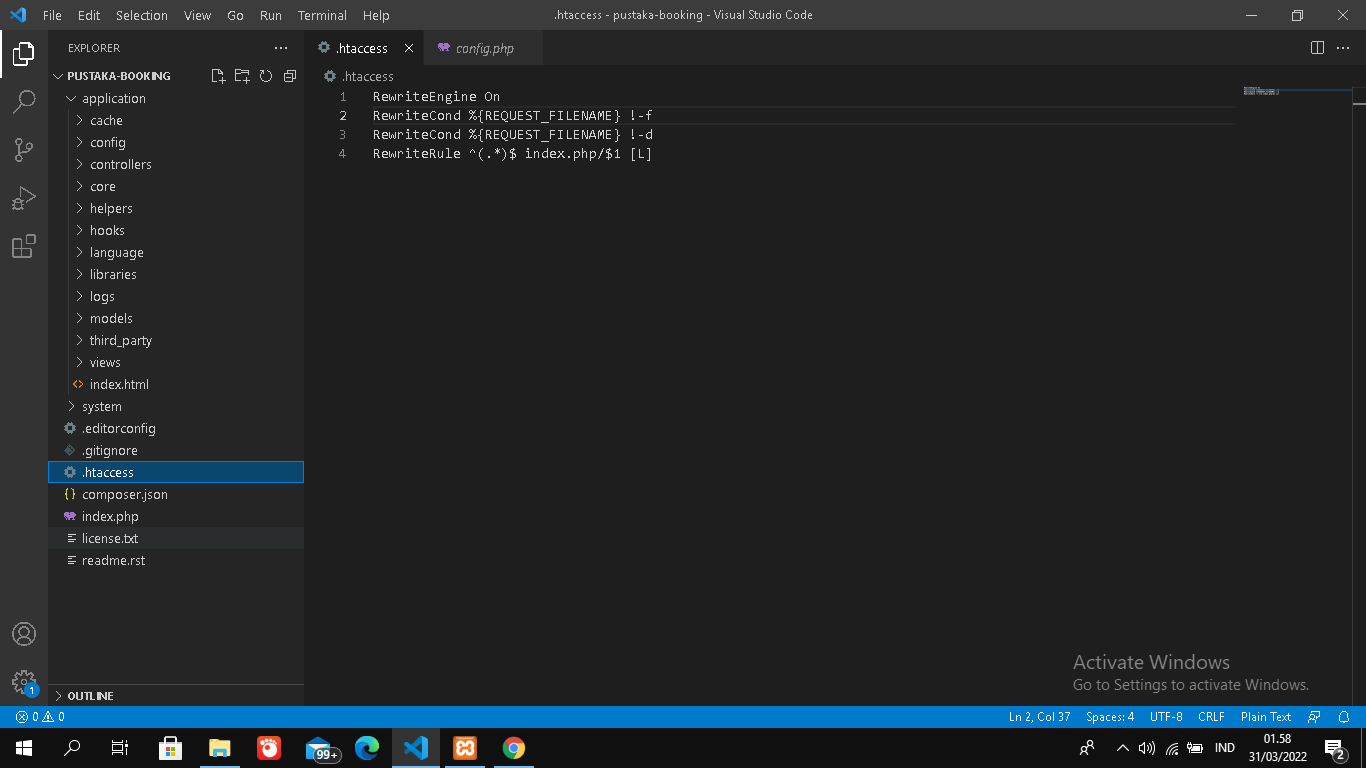 File Edit Selection View Go Run Terminal Help
.htaccess - pustaka-booking - Visual Studio Code
EXPLORER
.htaccess
config.php
PUSTAKA-BOOKING
.htaccess
application
cache
config
controllers
core
helpers
hooks
language
libraries
logs
models
third_party
views
index.html
system
.editorconfig
.gitignore
.htaccess
composer.json
index.php
license.txt
readme.rst
OUTLINE
1 RewriteEngine On
2 RewriteCond %{REQUEST_FILENAME} !-f
3 RewriteCond %{REQUEST_FILENAME} !-d
4 RewriteRule ^(.*)$ index.php/$1 [L]
Activate Windows
Go to Settings to activate Windows.
1
0 0
Ln 2, Col 37 Spaces: 4 UTF-8 CRLF Plain Text
99+
IND
01.58
31/03/2022
2